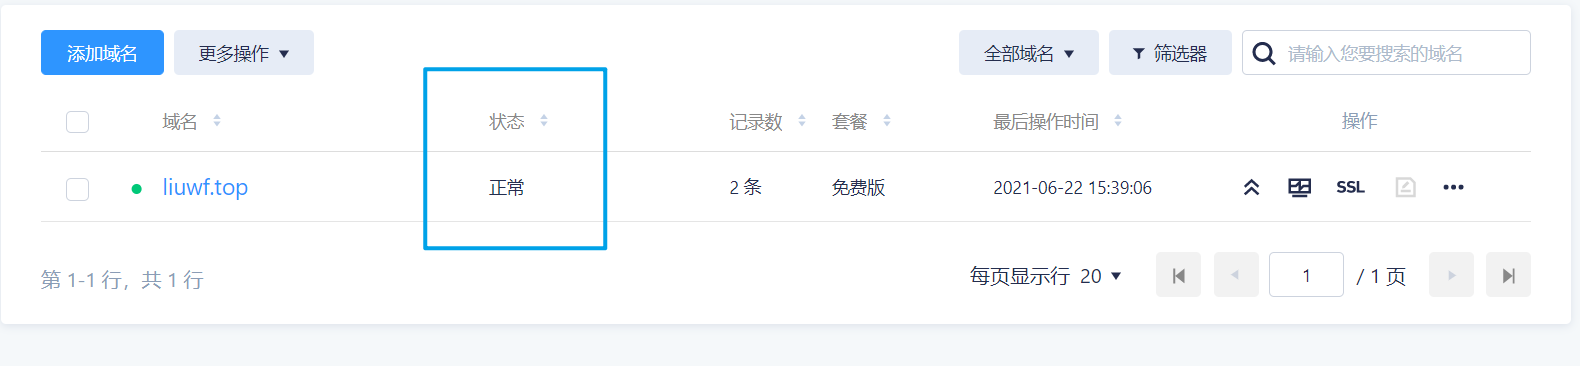 添加域名 更多操作 全部域名 筛选器 请输入您要搜索的域名
域名 状态 记录数 套餐 最后操作时间 操作
liuwf.top 正常 2 条 免费版 2021-06-22 15:39:06 SSL
第 1-1 行，共 1 行 每页显示行 20 1 / 1 页